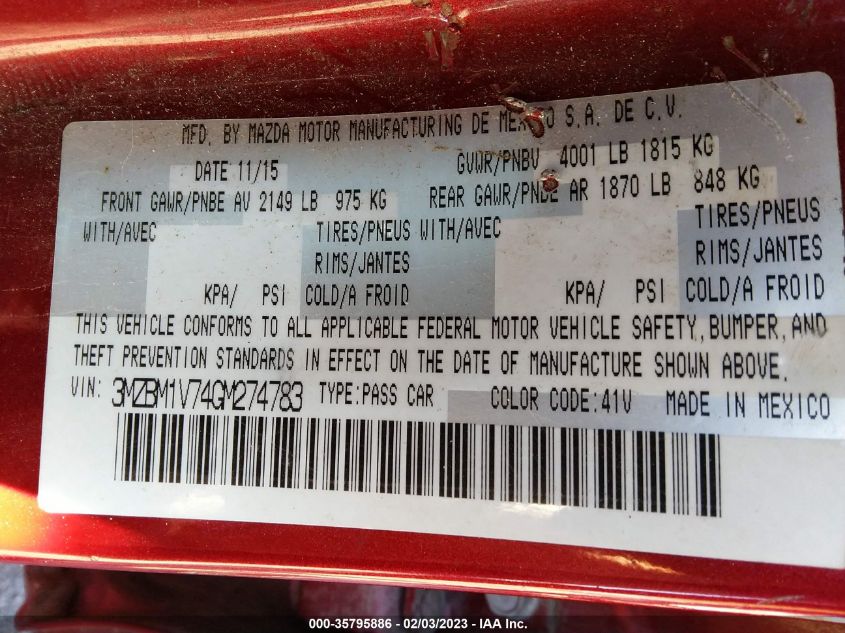 MFD. BY MAZDA MOTOR MANUFACTURING DE MEXICO S.A. DE C.V.
DATE 11/15 GVWR/PNBV 4001 LB 1815 KG
FRONT GAWR/PNBE AV 2149 LB 975 KG REAR GAWR/PNBE AR 1870 LB 848 KG
WITH/AVEC TIRES/PNEUS WITH/AVEC TIRES/PNEUS
RIMS/JANTES RIMS/JANTES
KPA/ PSI COLD/A FROID KPA/ PSI COLD/A FROID
THIS VEHICLE CONFORMS TO ALL APPLICABLE FEDERAL MOTOR VEHICLE SAFETY, BUMPER, AND
THEFT PREVENTION STANDARDS IN EFFECT ON THE DATE OF MANUFACTURE SHOWN ABOVE.
VIN: 3MZBM1V74GM274783 TYPE:PASS CAR COLOR CODE:41V MADE IN MEXICO
000-35795886 - 02/03/2023 - IAA Inc.